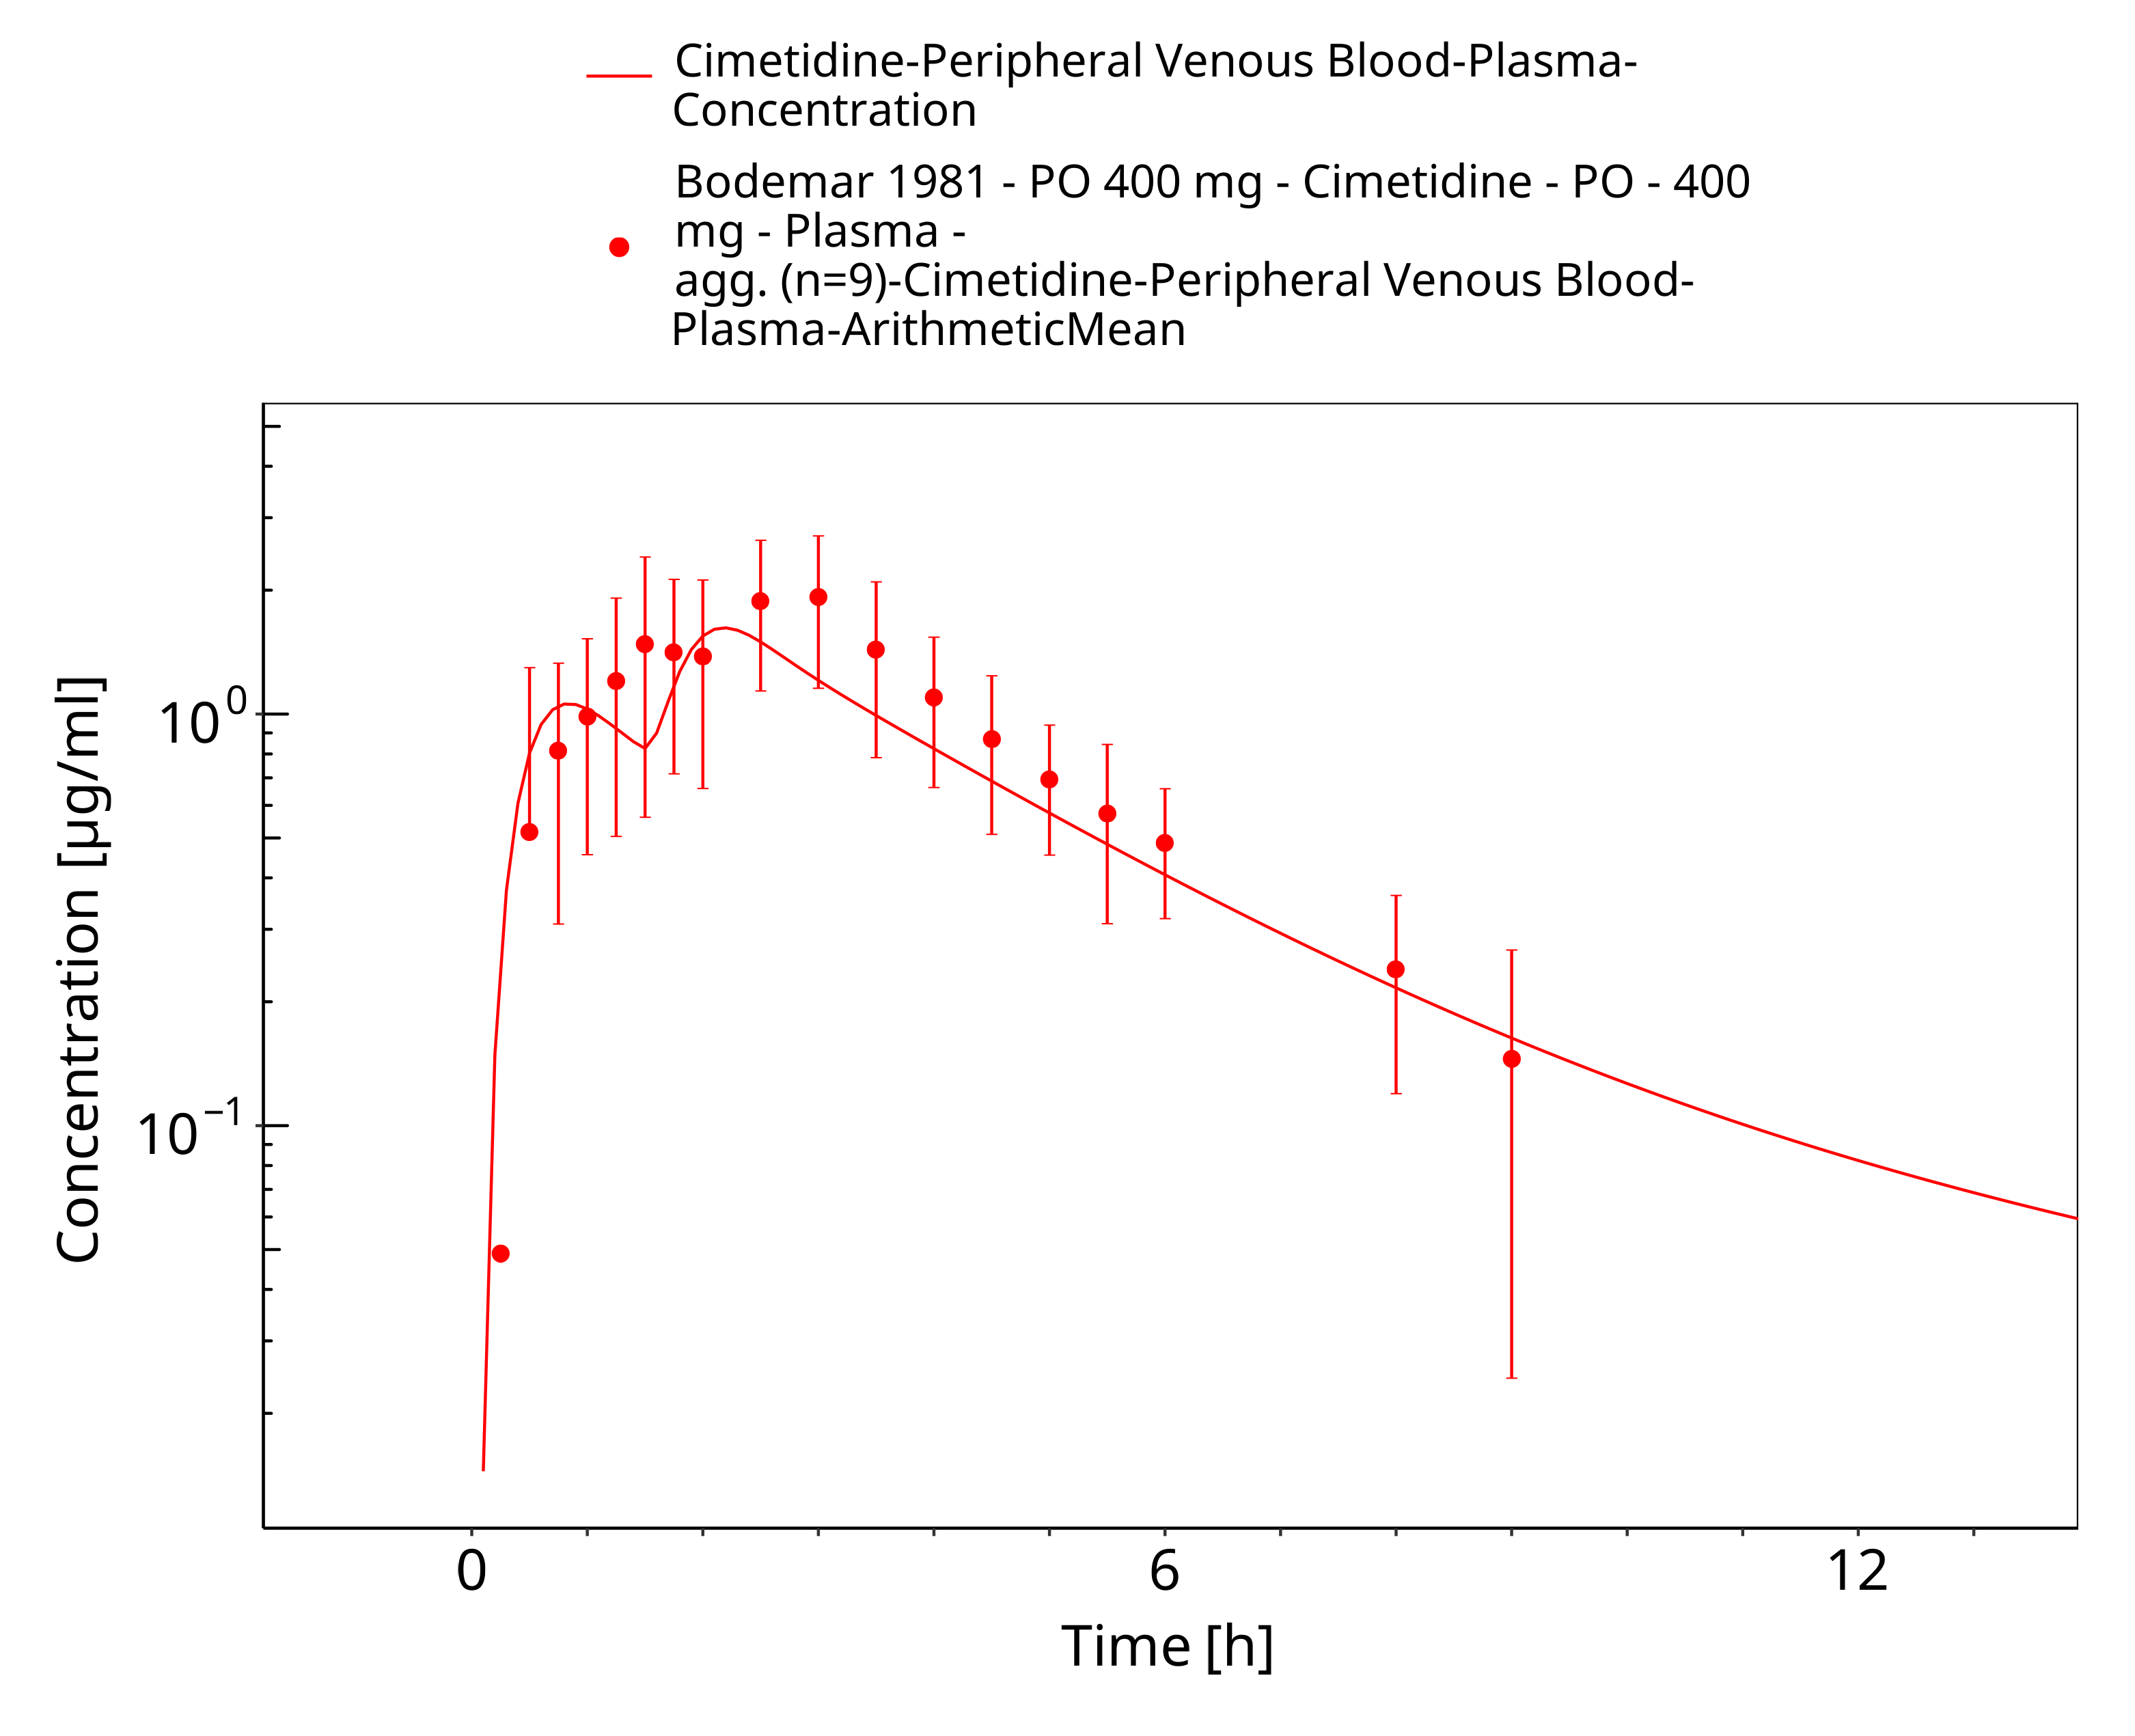 Cimetidine-Peripheral Venous Blood-Plasma-
Concentration
Bodemar 1981 - PO 400 mg - Cimetidine - PO - 400
mg - Plasma -
agg. (n=9)-Cimetidine-Peripheral Venous Blood-
Plasma-ArithmeticMean
Concentration [µg/ml]
10⁰
10⁻¹
0 6 12
Time [h]